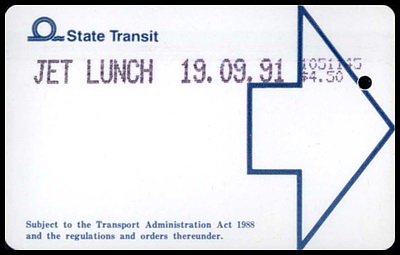 State Transit
JET LUNCH 19.09.91 1051145
$4.50
Subject to the Transport Administration Act 1988
and the regulations and orders thereunder.